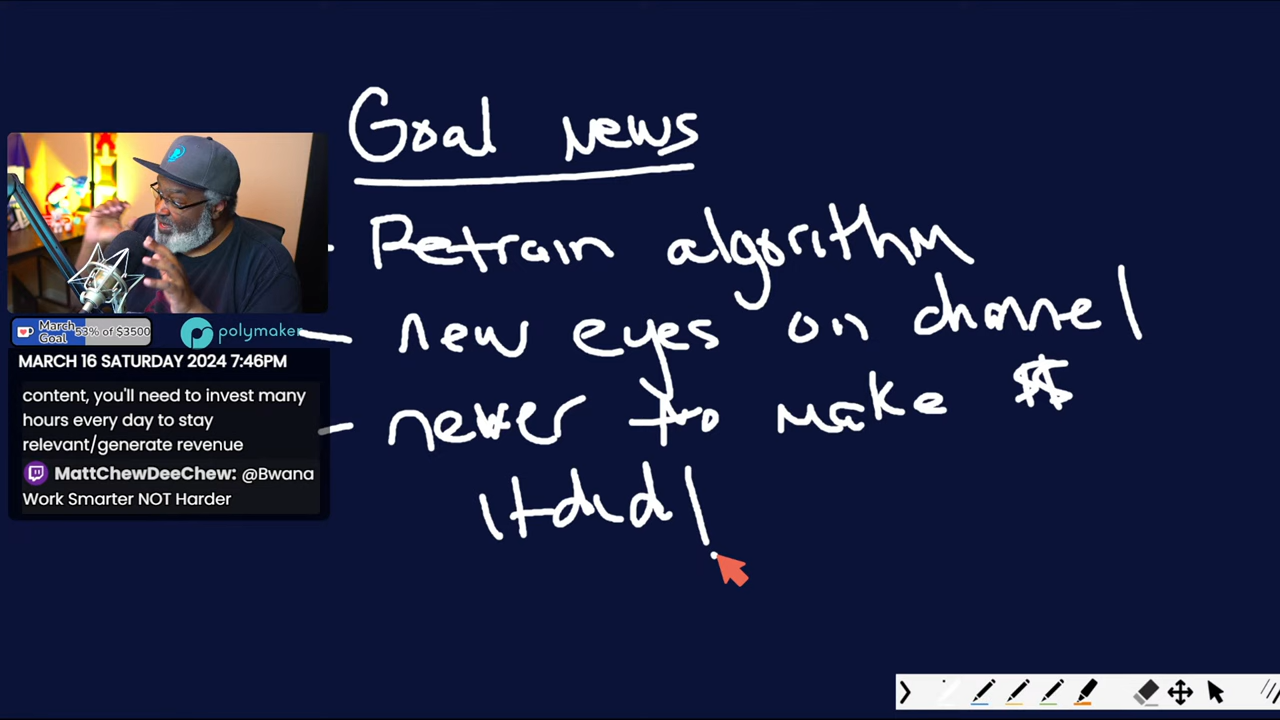 Goal news
- Retrain algorithm
- new eyes on channel
- never to make $$
it did!
March
Goal
53% of $3500
polymaker
MARCH 16 SATURDAY 2024 7:46PM
content, you'll need to invest many
hours every day to stay
relevant/generate revenue
MattChewDeeChew: @Bwana
Work Smarter NOT Harder